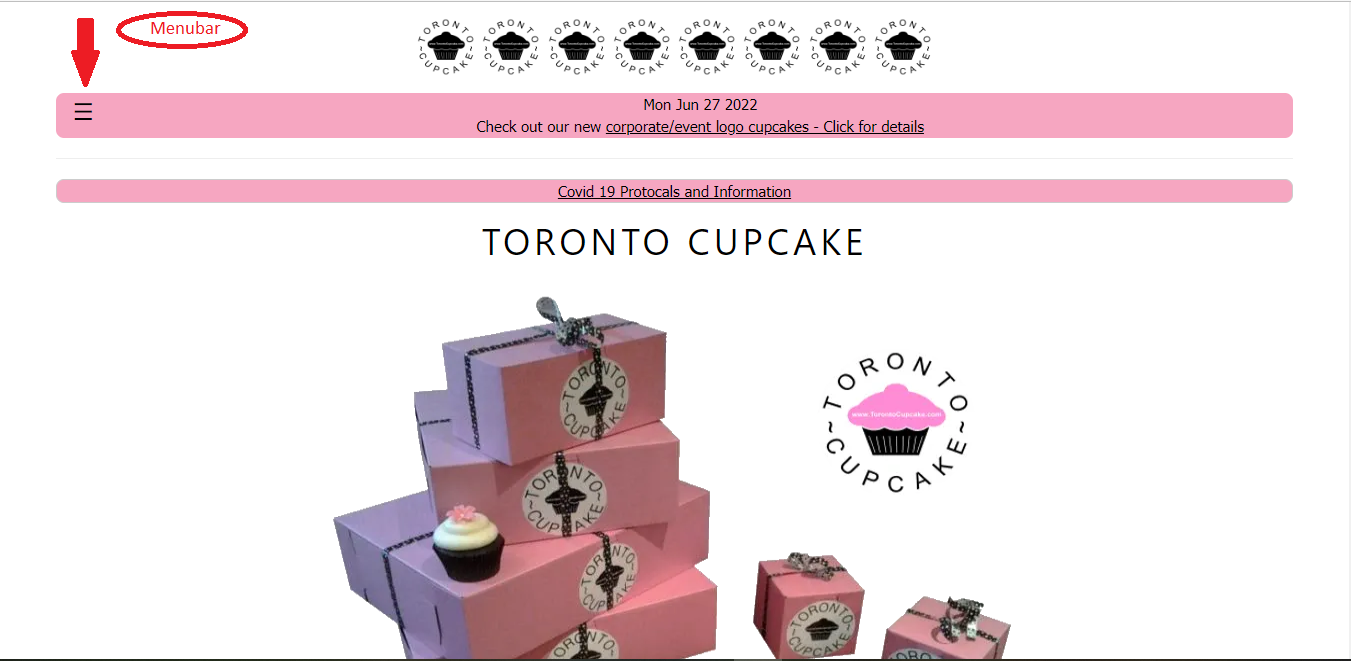 Menubar
TORONTO CUPCAKE
TORONTO CUPCAKE
TORONTO CUPCAKE
TORONTO CUPCAKE
TORONTO CUPCAKE
TORONTO CUPCAKE
TORONTO CUPCAKE
TORONTO CUPCAKE
Mon Jun 27 2022
Check out our new corporate/event logo cupcakes - Click for details
Covid 19 Protocals and Information
TORONTO CUPCAKE
TORONTO
www.TorontoCupcake.com
~CUPCAKE~
TORONTO
CUPCAKE
TORONTO
CUPCAKE
TORONTO
CUPCAKE
TORONTO
TORONTO
CUPCAKE
TORONTO